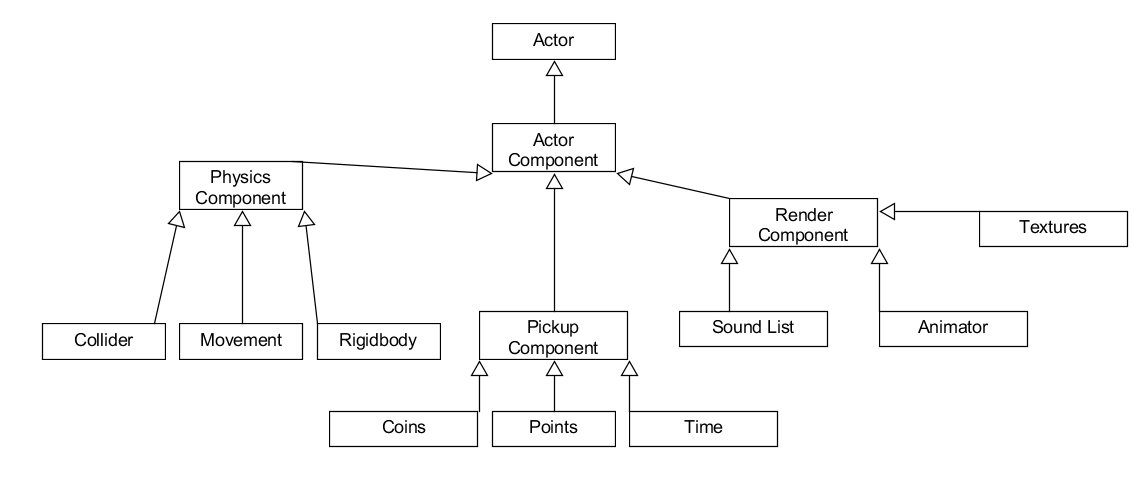 Actor
Actor
Component
Physics
Component
Render
Component
Textures
Collider
Movement
Rigidbody
Pickup
Component
Sound List
Animator
Coins
Points
Time